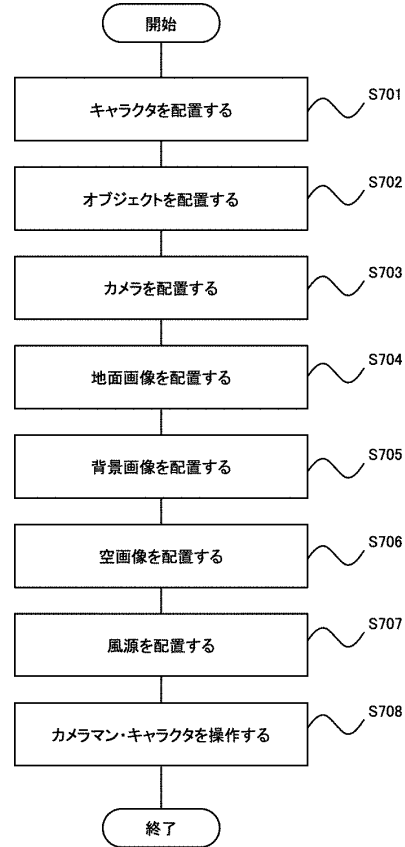 開始
キャラクタを配置する
S701
オブジェクトを配置する
S702
カメラを配置する
S703
地面画像を配置する
S704
背景画像を配置する
S705
空画像を配置する
S706
風源を配置する
S707
カメラマン・キャラクタを操作する
S708
終了